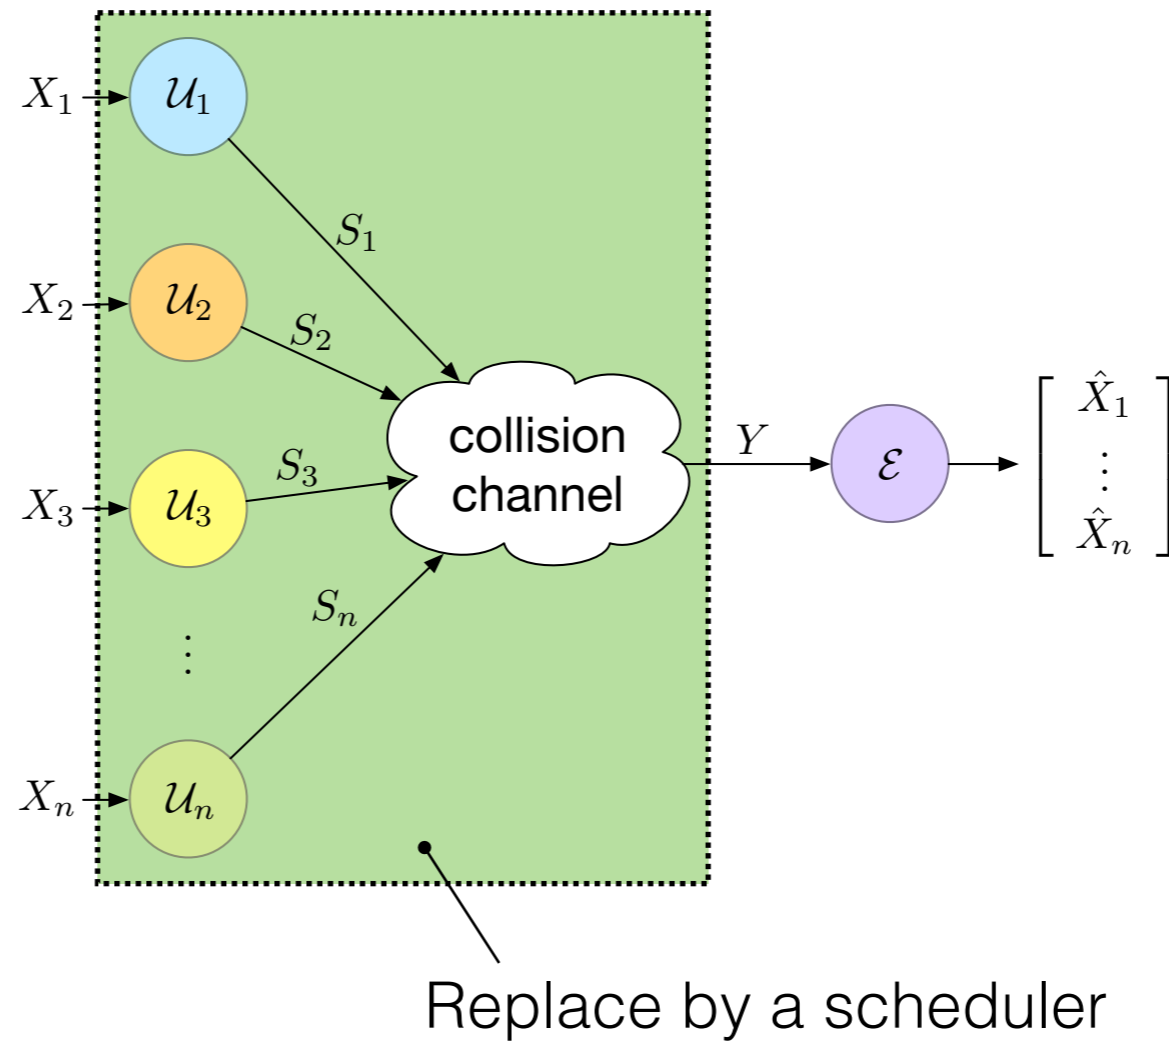 X₁
𝒰₁
S₁
X₂
𝒰₂
S₂
X₃
𝒰₃
S₃
collision
channel
Y
ℰ
X̂₁
⋮
X̂ₙ
Sₙ
⋮
Xₙ
𝒰ₙ
Replace by a scheduler